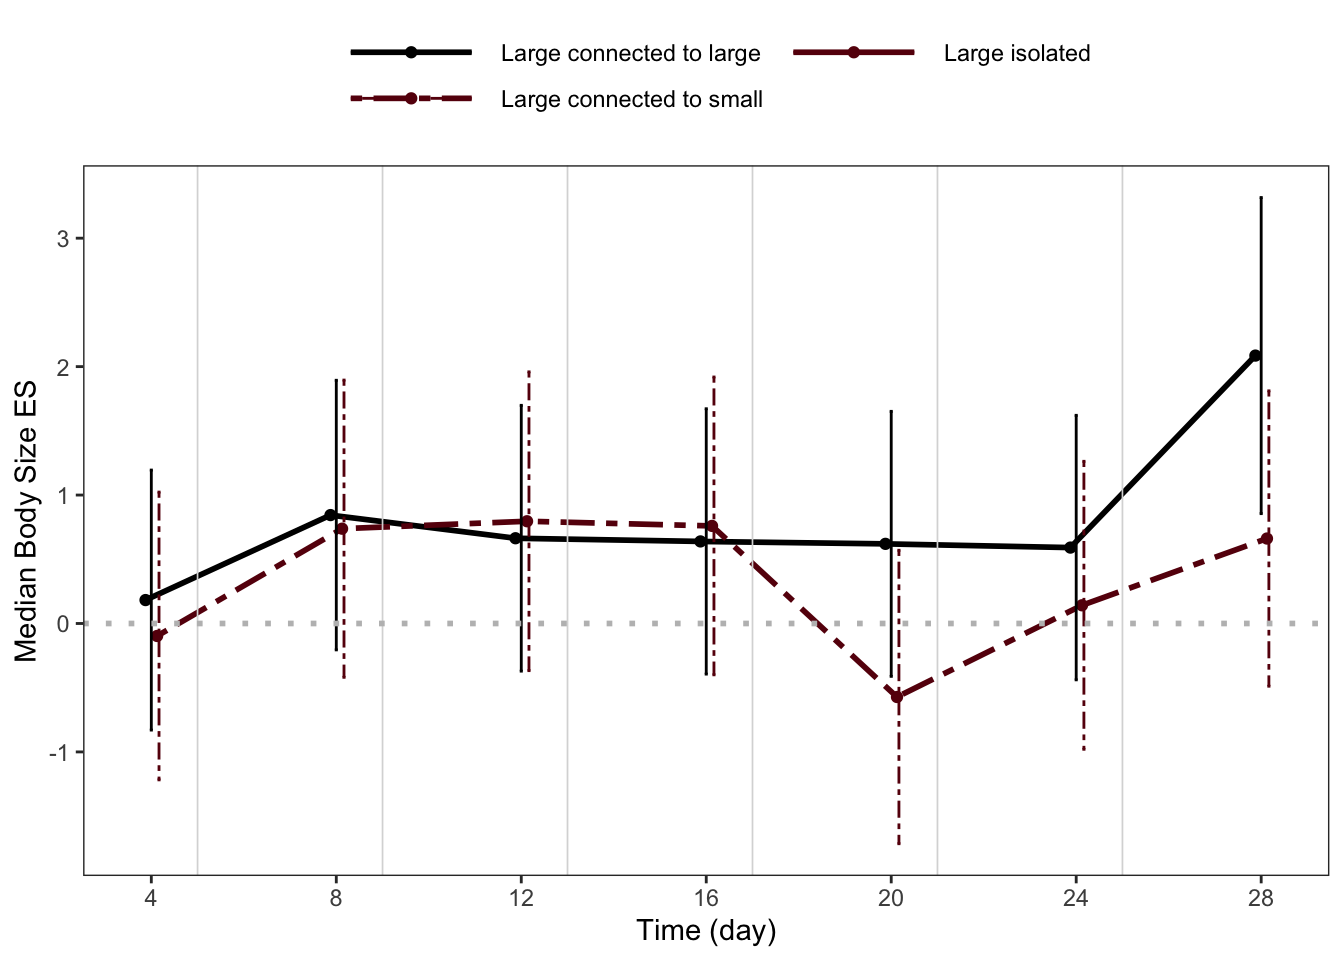 Large connected to large
Large isolated
Large connected to small
Median Body Size ES
3
2
1
0
-1
4 8 12 16 20 24 28
Time (day)